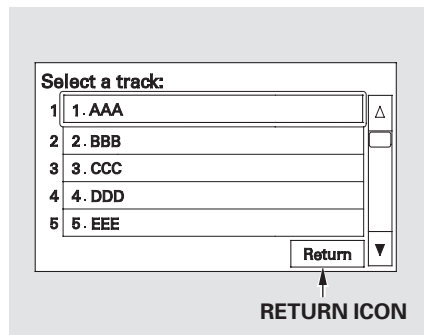 Select a track:
1 1. AAA
2 2. BBB
3 3. CCC
4 4. DDD
5 5. EEE
Return
RETURN ICON